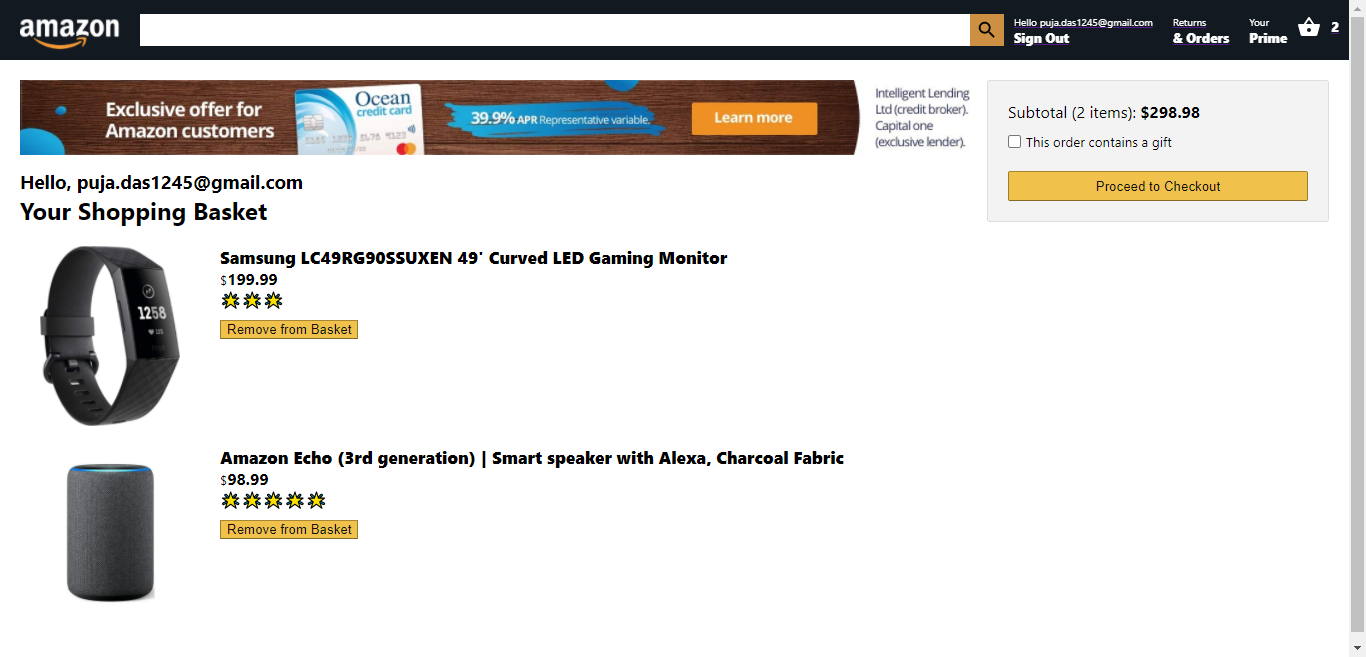 amazon
Hello puja.das1245@gmail.com
Sign Out
Returns
& Orders
Your
Prime
2
Exclusive offer for
Amazon customers
Ocean
credit card
39.9% APR Representative variable.
Learn more
Intelligent Lending
Ltd (credit broker).
Capital one
(exclusive lender).
Subtotal (2 items): $298.98
This order contains a gift
Proceed to Checkout
Hello, puja.das1245@gmail.com
Your Shopping Basket
1258
Samsung LC49RG90SSUXEN 49' Curved LED Gaming Monitor
$199.99
Remove from Basket
Amazon Echo (3rd generation) | Smart speaker with Alexa, Charcoal Fabric
$98.99
Remove from Basket